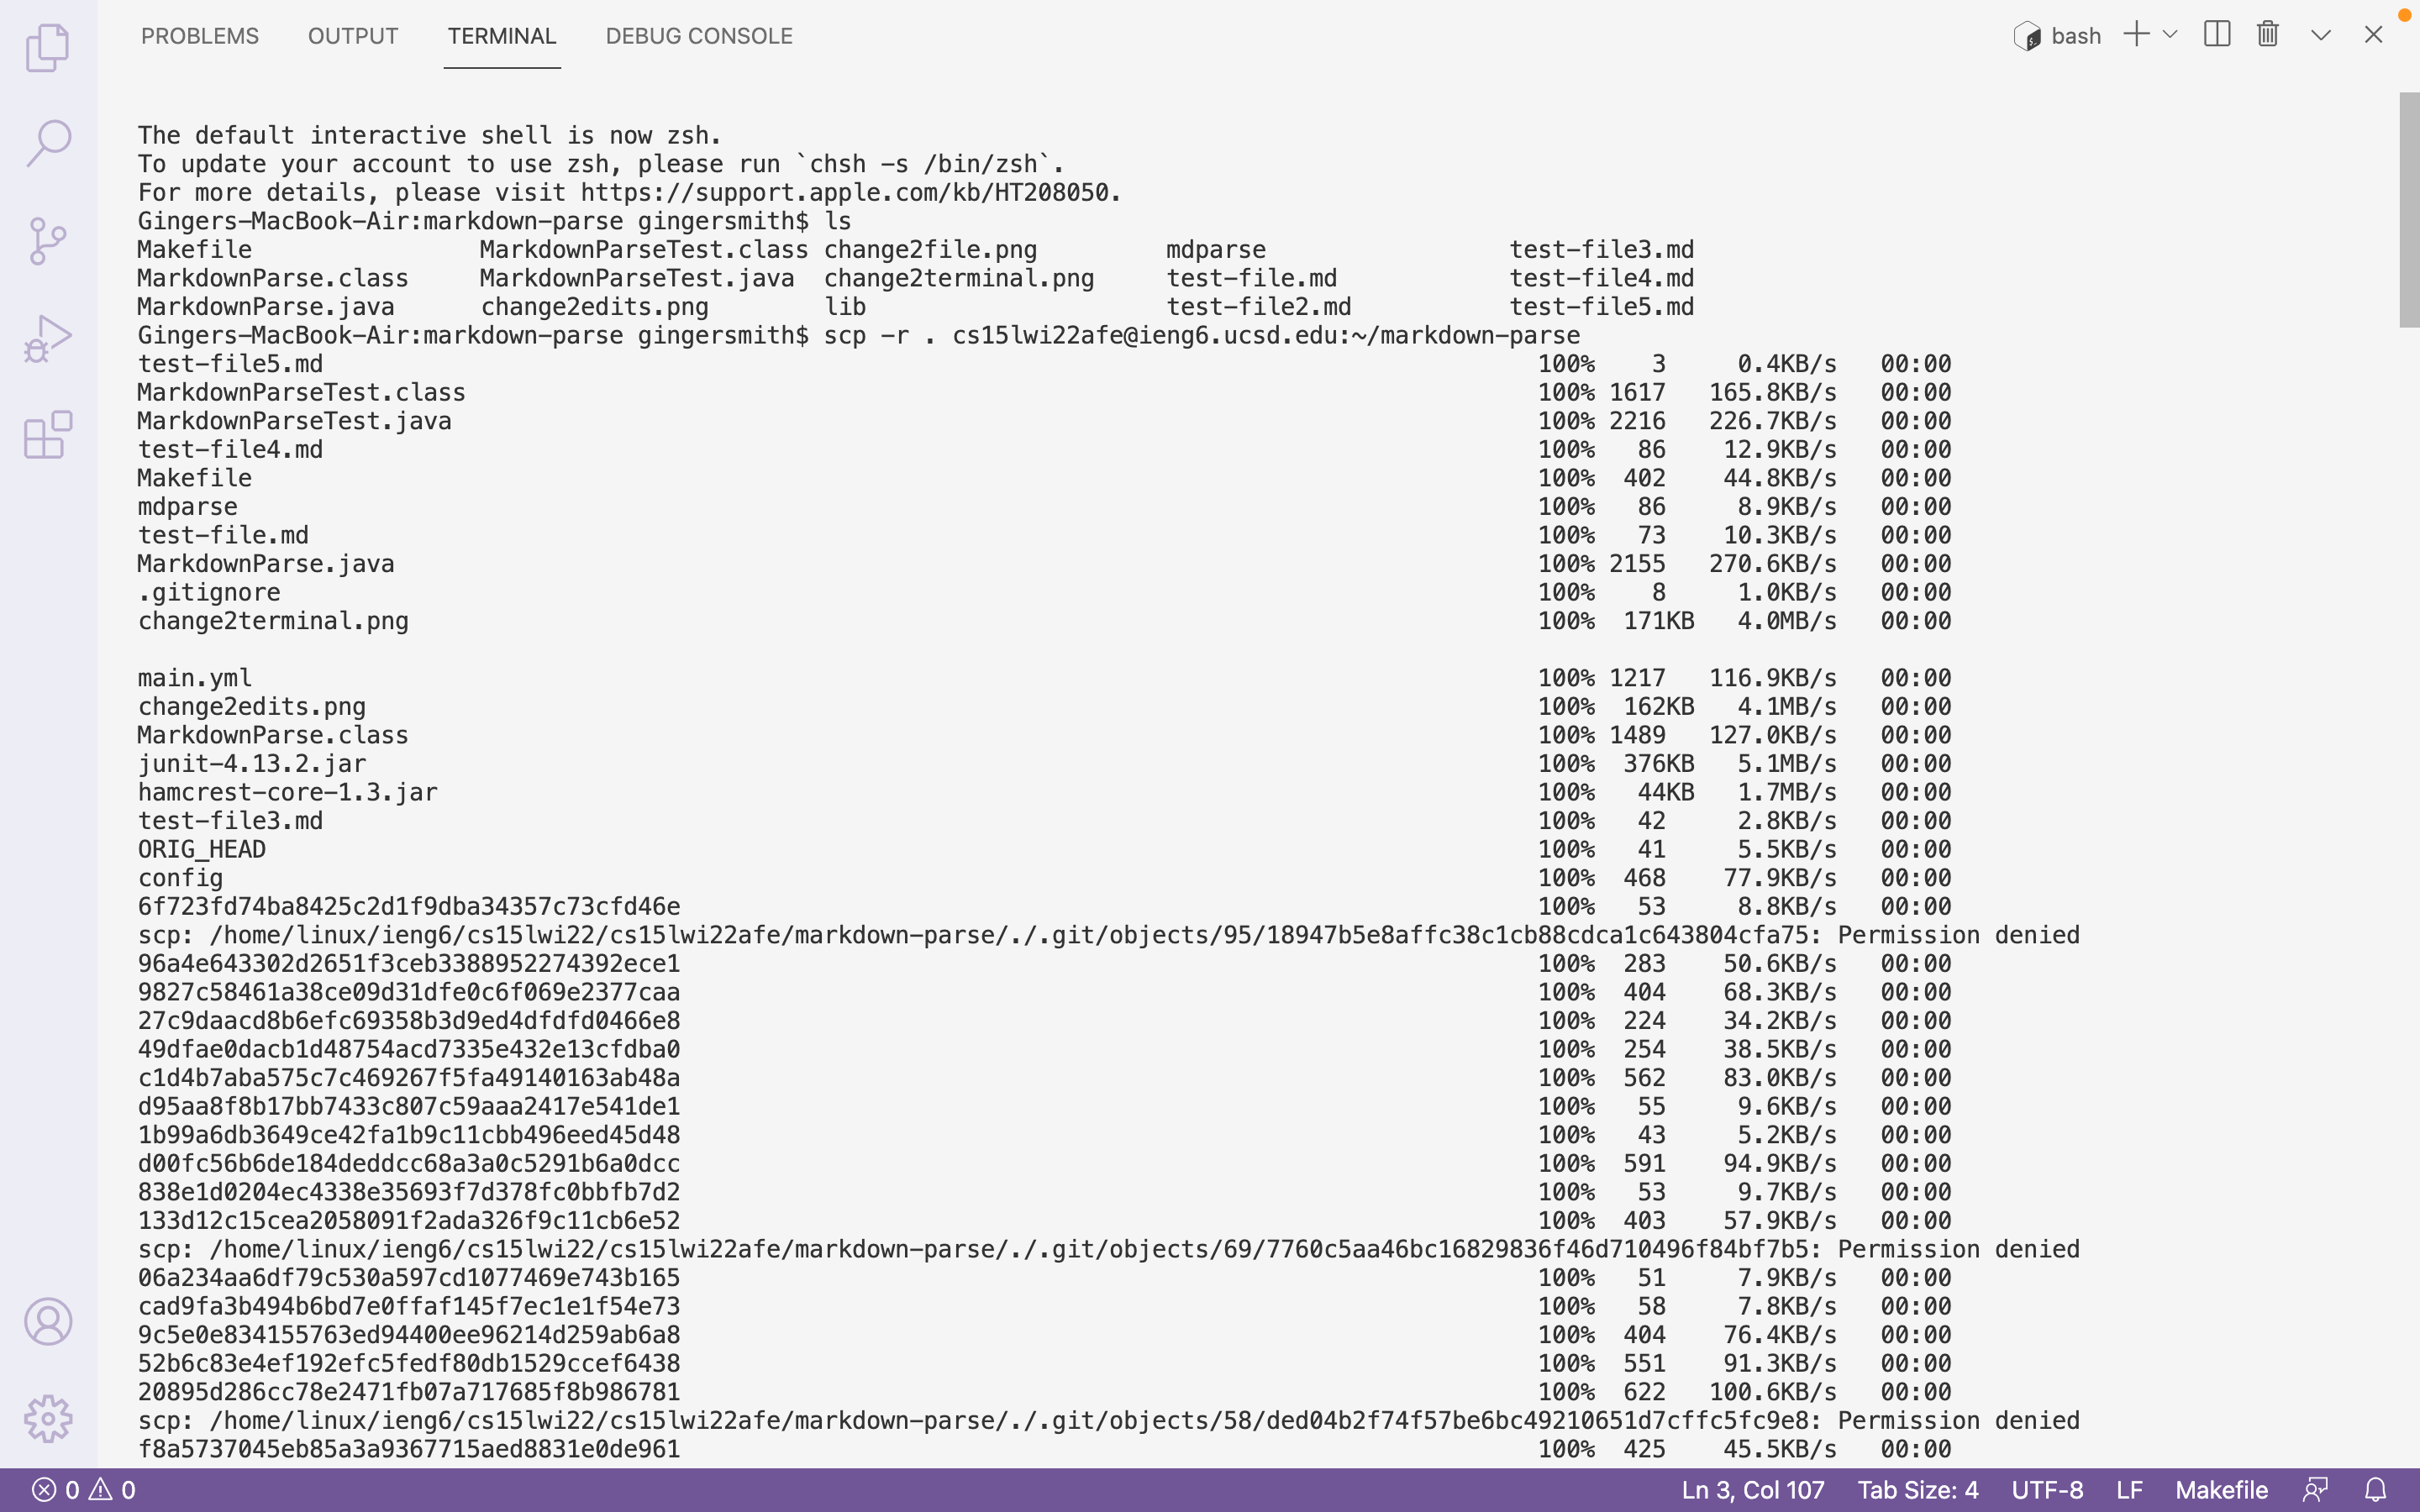 PROBLEMS OUTPUT TERMINAL DEBUG CONSOLE bash
The default interactive shell is now zsh.
To update your account to use zsh, please run `chsh -s /bin/zsh`.
For more details, please visit https://support.apple.com/kb/HT208050.
Gingers-MacBook-Air:markdown-parse gingersmith$ ls
Makefile MarkdownParseTest.class change2file.png mdparse test-file3.md
MarkdownParse.class MarkdownParseTest.java change2terminal.png test-file.md test-file4.md
MarkdownParse.java change2edits.png lib test-file2.md test-file5.md
Gingers-MacBook-Air:markdown-parse gingersmith$ scp -r . cs15lwi22afe@ieng6.ucsd.edu:~/markdown-parse
test-file5.md 100% 3 0.4KB/s 00:00
MarkdownParseTest.class 100% 1617 165.8KB/s 00:00
MarkdownParseTest.java 100% 2216 226.7KB/s 00:00
test-file4.md 100% 86 12.9KB/s 00:00
Makefile 100% 402 44.8KB/s 00:00
mdparse 100% 86 8.9KB/s 00:00
test-file.md 100% 73 10.3KB/s 00:00
MarkdownParse.java 100% 2155 270.6KB/s 00:00
.gitignore 100% 8 1.0KB/s 00:00
change2terminal.png 100% 171KB 4.0MB/s 00:00
main.yml 100% 1217 116.9KB/s 00:00
change2edits.png 100% 162KB 4.1MB/s 00:00
MarkdownParse.class 100% 1489 127.0KB/s 00:00
junit-4.13.2.jar 100% 376KB 5.1MB/s 00:00
hamcrest-core-1.3.jar 100% 44KB 1.7MB/s 00:00
test-file3.md 100% 42 2.8KB/s 00:00
ORIG_HEAD 100% 41 5.5KB/s 00:00
config 100% 468 77.9KB/s 00:00
6f723fd74ba8425c2d1f9dba34357c73cfd46e 100% 53 8.8KB/s 00:00
scp: /home/linux/ieng6/cs15lwi22/cs15lwi22afe/markdown-parse/./.git/objects/95/18947b5e8affc38c1cb88cdca1c643804cfa75: Permission denied
96a4e643302d2651f3ceb3388952274392ece1 100% 283 50.6KB/s 00:00
9827c58461a38ce09d31dfe0c6f069e2377caa 100% 404 68.3KB/s 00:00
27c9daacd8b6efc69358b3d9ed4dfdfd0466e8 100% 224 34.2KB/s 00:00
49dfae0dacb1d48754acd7335e432e13cfdba0 100% 254 38.5KB/s 00:00
c1d4b7aba575c7c469267f5fa49140163ab48a 100% 562 83.0KB/s 00:00
d95aa8f8b17bb7433c807c59aaa2417e541de1 100% 55 9.6KB/s 00:00
1b99a6db3649ce42fa1b9c11cbb496eed45d48 100% 43 5.2KB/s 00:00
d00fc56b6de184deddcc68a3a0c5291b6a0dcc 100% 591 94.9KB/s 00:00
838e1d0204ec4338e35693f7d378fc0bbfb7d2 100% 53 9.7KB/s 00:00
133d12c15cea2058091f2ada326f9c11cb6e52 100% 403 57.9KB/s 00:00
scp: /home/linux/ieng6/cs15lwi22/cs15lwi22afe/markdown-parse/./.git/objects/69/7760c5aa46bc16829836f46d710496f84bf7b5: Permission denied
06a234aa6df79c530a597cd1077469e743b165 100% 51 7.9KB/s 00:00
cad9fa3b494b6bd7e0ffaf145f7ec1e1f54e73 100% 58 7.8KB/s 00:00
9c5e0e834155763ed94400ee96214d259ab6a8 100% 404 76.4KB/s 00:00
52b6c83e4ef192efc5fedf80db1529ccef6438 100% 551 91.3KB/s 00:00
20895d286cc78e2471fb07a717685f8b986781 100% 622 100.6KB/s 00:00
scp: /home/linux/ieng6/cs15lwi22/cs15lwi22afe/markdown-parse/./.git/objects/58/ded04b2f74f57be6bc49210651d7cffc5fc9e8: Permission denied
f8a5737045eb85a3a9367715aed8831e0de961 100% 425 45.5KB/s 00:00
0 0 Ln 3, Col 107 Tab Size: 4 UTF-8 LF Makefile